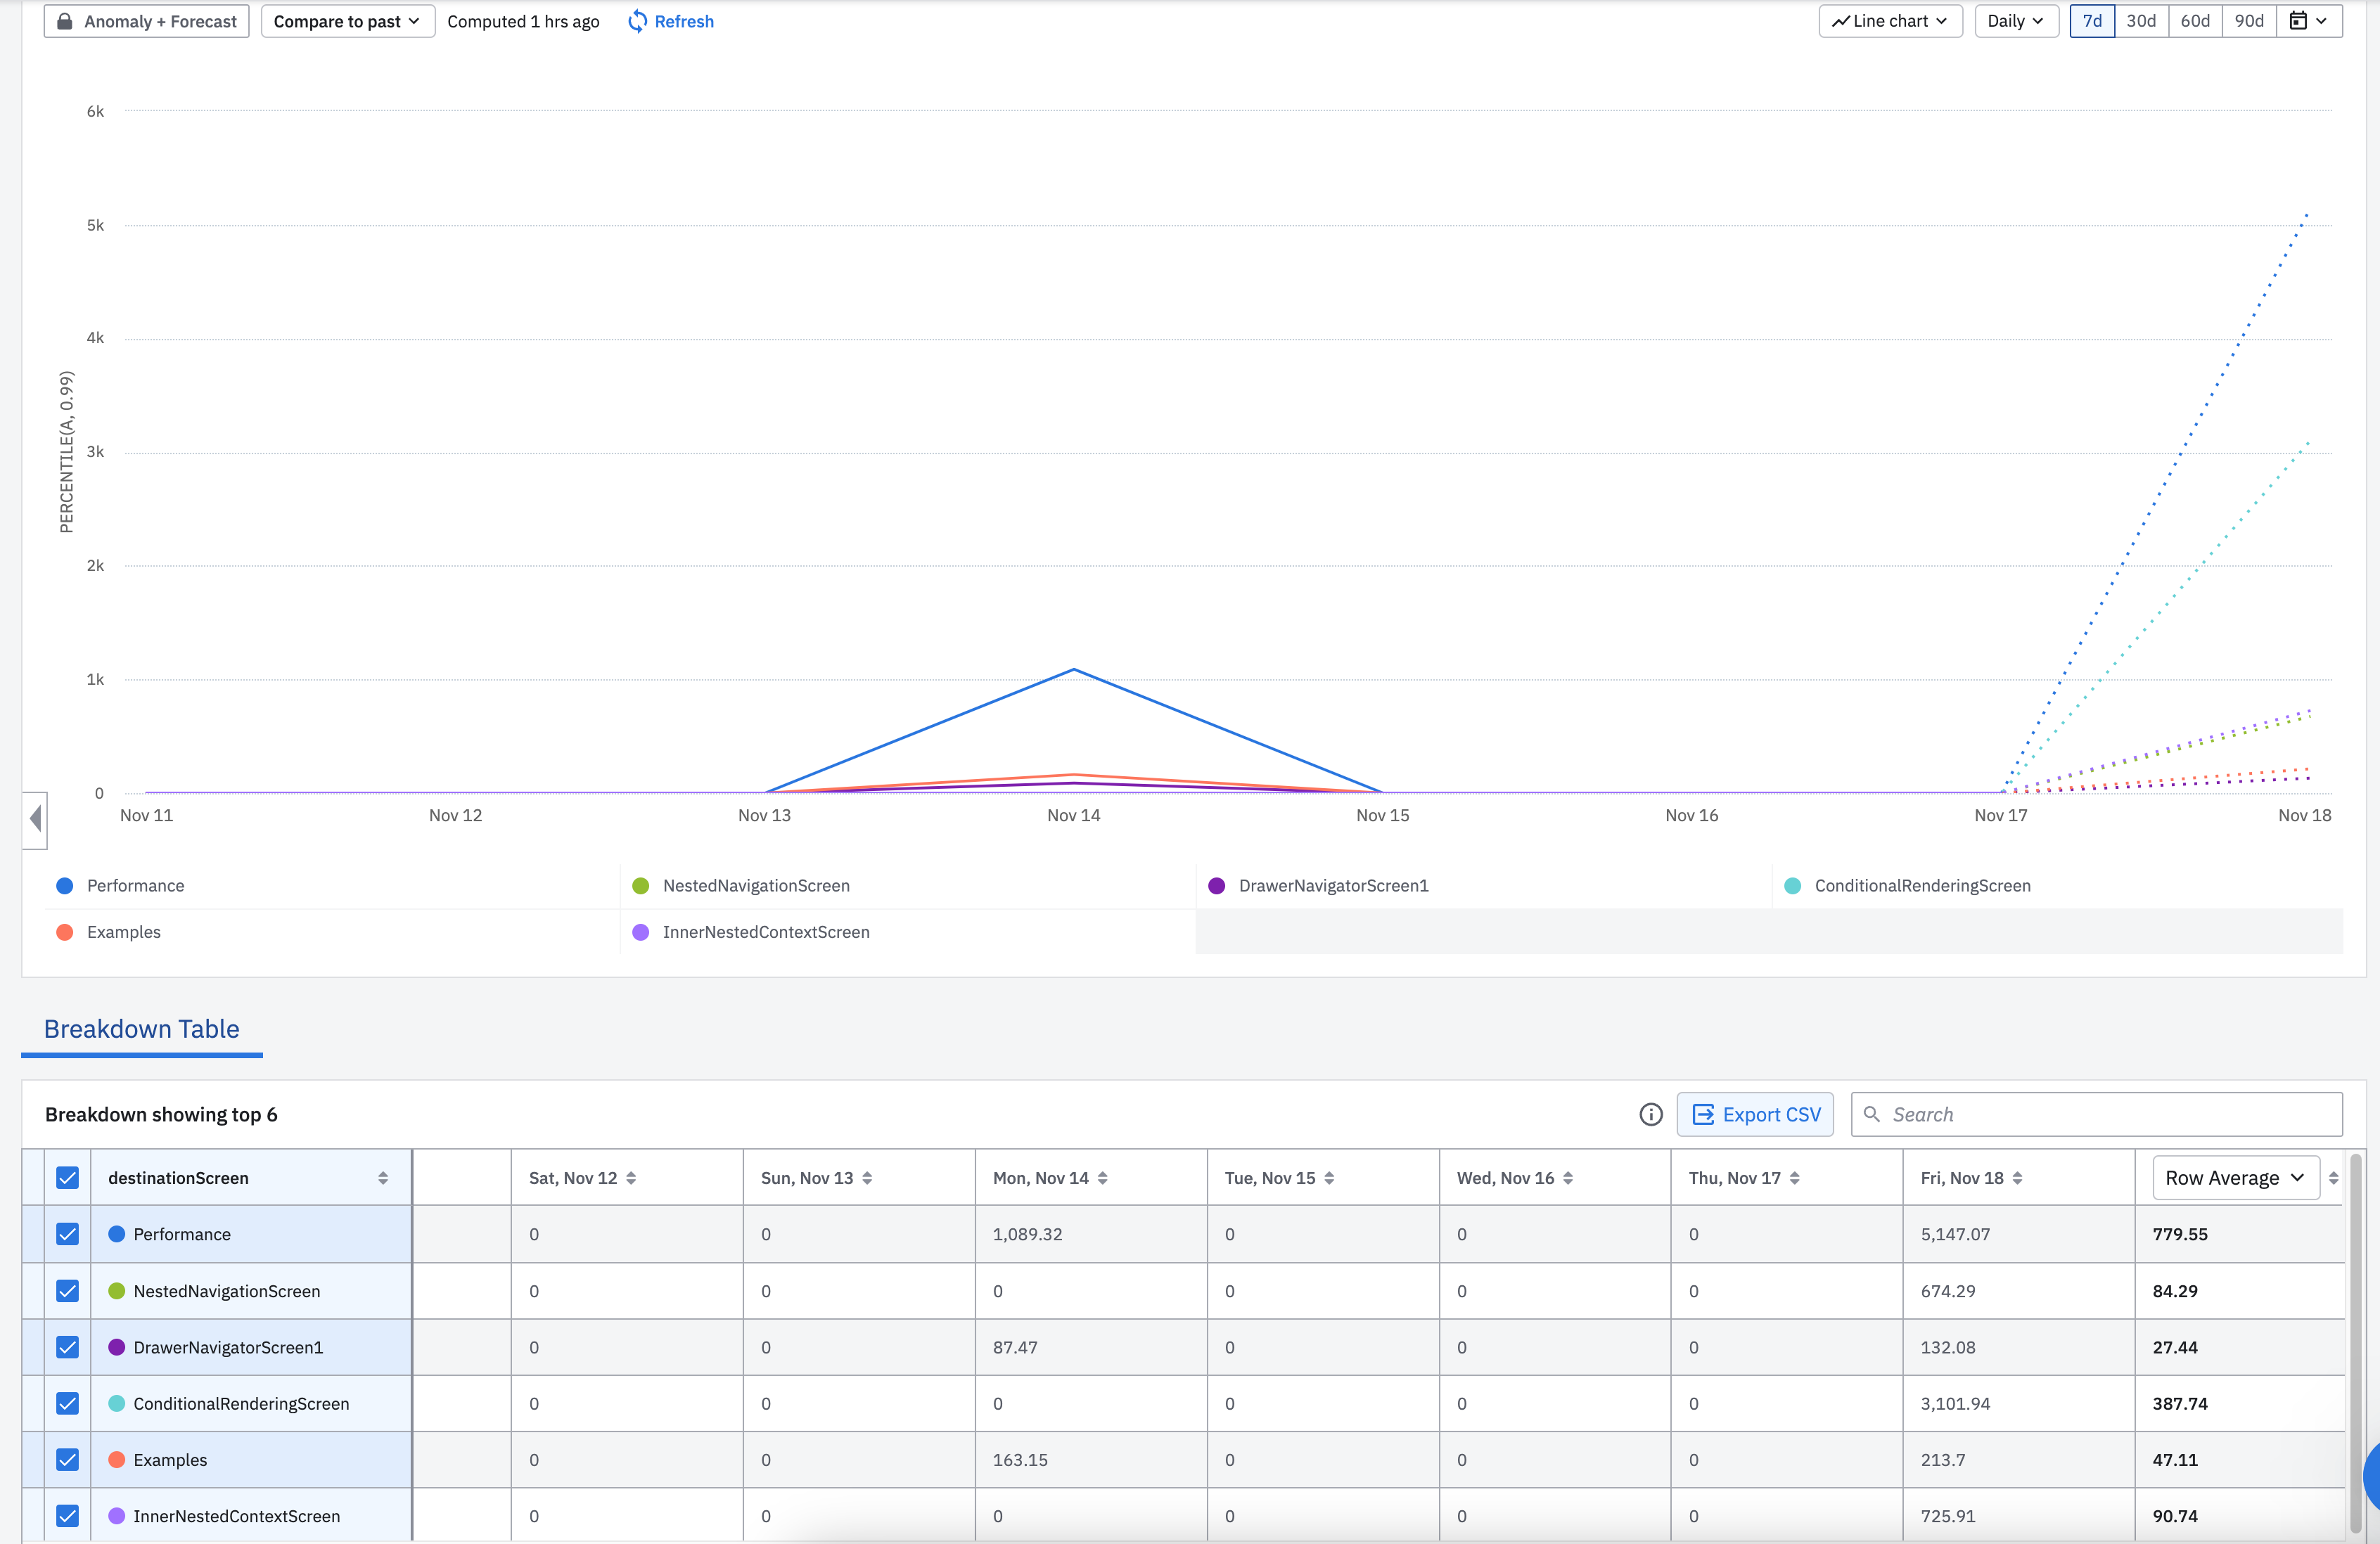 Anomaly + Forecast Compare to past Computed 1 hrs ago Refresh Line chart Daily 7d 30d 60d 90d
6k
5k
4k
3k
2k
1k
0
PERCENTILE(A, 0.99)
Nov 11 Nov 12 Nov 13 Nov 14 Nov 15 Nov 16 Nov 17 Nov 18
Performance NestedNavigationScreen DrawerNavigatorScreen1 ConditionalRenderingScreen
Examples InnerNestedContextScreen
Breakdown Table
Breakdown showing top 6 Export CSV Search
destinationScreen Sat, Nov 12 Sun, Nov 13 Mon, Nov 14 Tue, Nov 15 Wed, Nov 16 Thu, Nov 17 Fri, Nov 18 Row Average
Performance 0 0 1,089.32 0 0 0 5,147.07 779.55
NestedNavigationScreen 0 0 0 0 0 0 674.29 84.29
DrawerNavigatorScreen1 0 0 87.47 0 0 0 132.08 27.44
ConditionalRenderingScreen 0 0 0 0 0 0 3,101.94 387.74
Examples 0 0 163.15 0 0 0 213.7 47.11
InnerNestedContextScreen 0 0 0 0 0 0 725.91 90.74